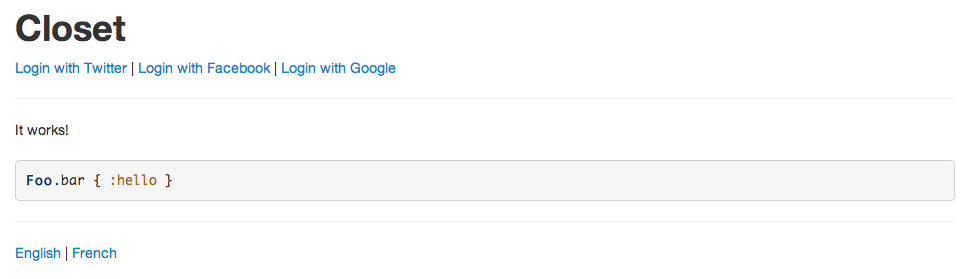 Closet
Login with Twitter | Login with Facebook | Login with Google
It works!
Foo.bar { :hello }
English | French